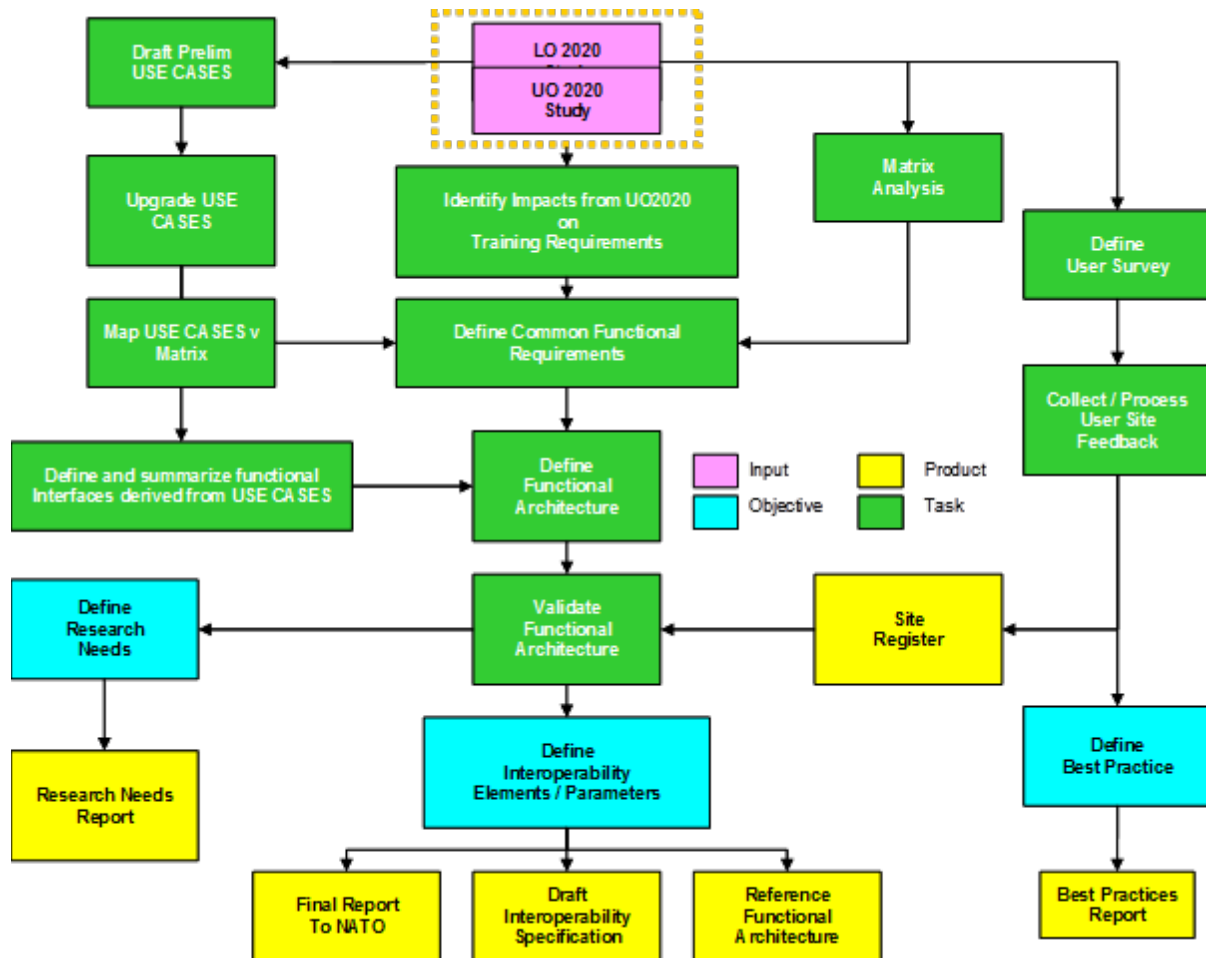 Draft Prelim
USE CASES
LO 2020
UO 2020
Study
Matrix
Analysis
Upgrade USE
CASES
Identify Impacts from UO2020
on
Training Requirements
Define
User Survey
Map USE CASES v
Matrix
Define Common Functional
Requirements
Collect / Process
User Site
Feedback
Define and summarize functional
Interfaces derived from USE CASES
Define
Functional
Architecture
Input
Product
Objective
Task
Define
Research
Needs
Validate
Functional
Architecture
Site
Register
Define
Interoperability
Elements / Parameters
Define
Best Practice
Research Needs
Report
Final Report
To NATO
Draft
Interoperability
Specification
Reference
Functional
Architecture
Best Practices
Report